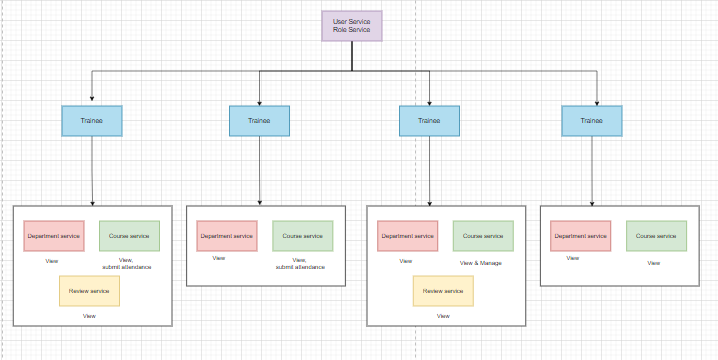 User Service
Role Service
Trainee
Trainee
Trainee
Trainee
Department service
Course service
View
View,
submit attendance
Review service
View
Department service
Course service
View
View,
submit attendance
Department service
Course service
View
View & Manage
Review service
View
Department service
Course service
View
View